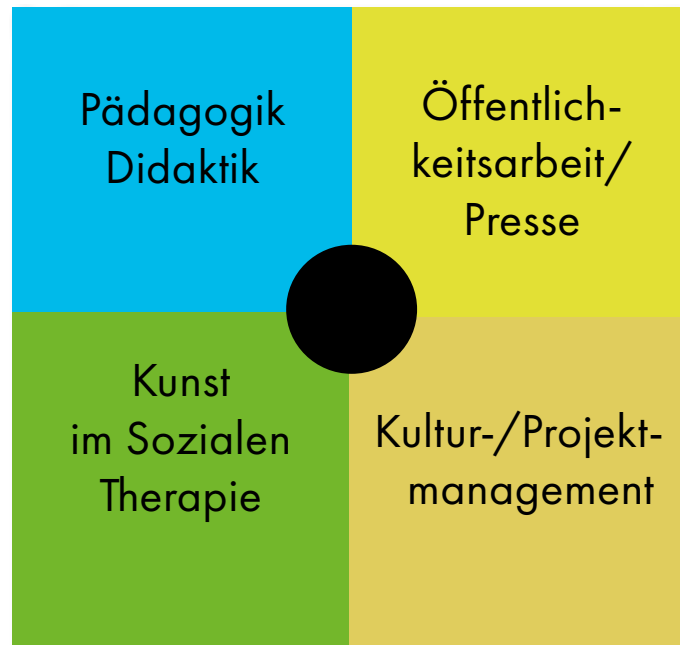 Pädagogik
Didaktik
Öffentlich-
keitsarbeit/
Presse
Kunst
im Sozialen
Therapie
Kultur-/Projekt-
management